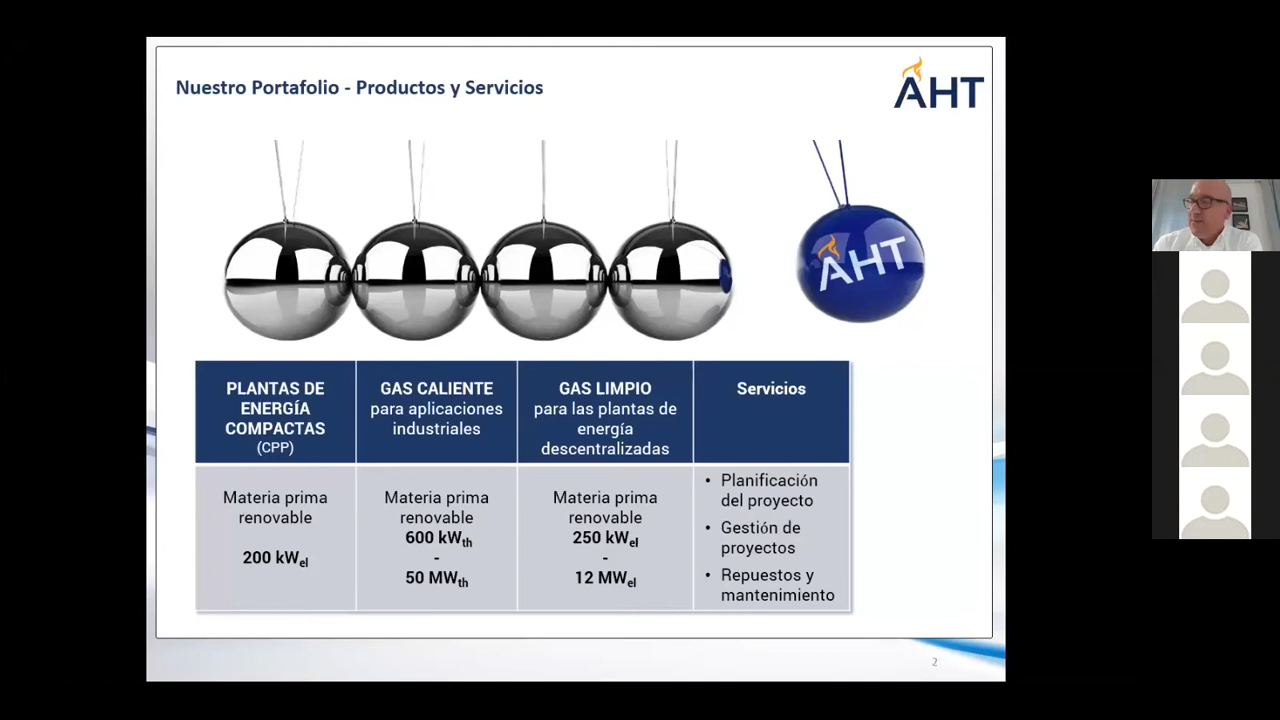 Nuestro Portafolio - Productos y Servicios
AHT
AHT
PLANTAS DE
ENERGÍA
COMPACTAS
(CPP)
GAS CALIENTE
para aplicaciones
industriales
GAS LIMPIO
para las plantas de
energía
descentralizadas
Servicios
Materia prima
renovable
200 kWel
Materia prima
renovable
600 kWth
-
50 MWth
Materia prima
renovable
250 kWel
-
12 MWel
• Planificación
del proyecto
• Gestión de
proyectos
• Repuestos y
mantenimiento
2